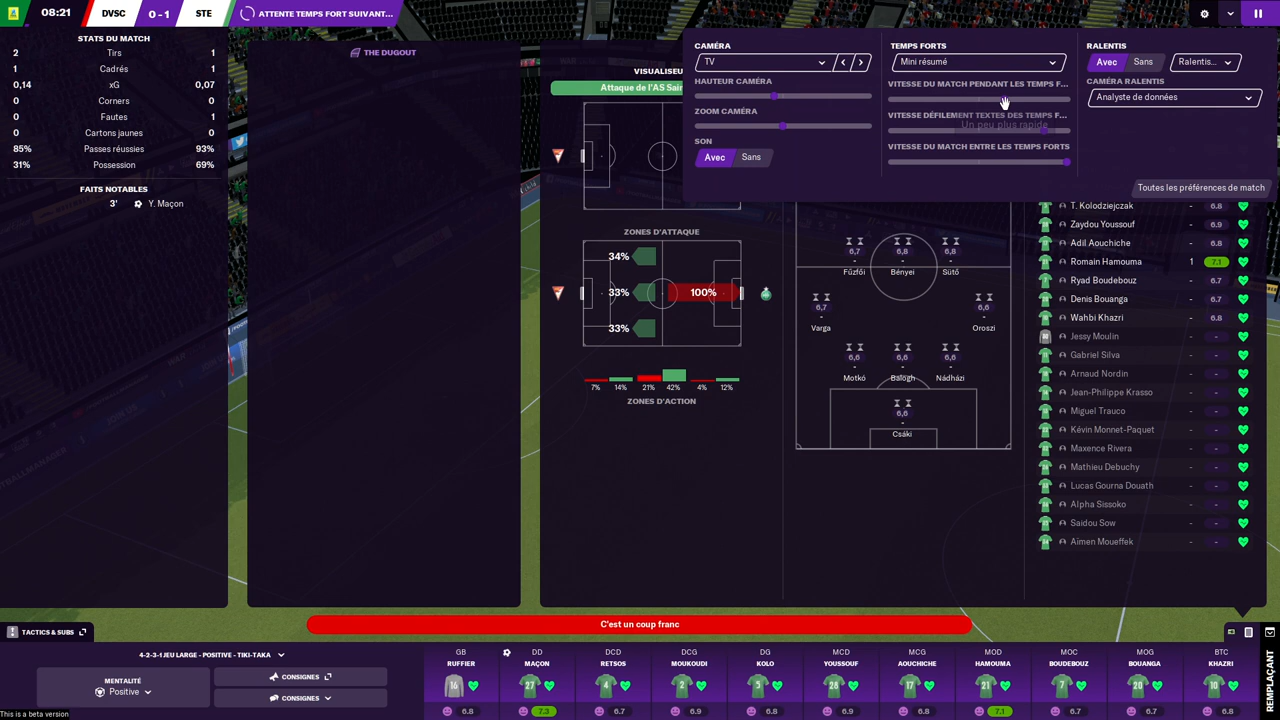 08:21
DVSC
0 - 1
STE
ATTENTE TEMPS FORT SUIVANT...
STATS DU MATCH
2 Tirs 1
1 Cadrés 1
0,14 xG 0,07
0 Corners 0
0 Fautes 1
0 Cartons jaunes 0
85% Passes réussies 93%
31% Possession 69%
FAITS NOTABLES
3' Y. Maçon
THE DUGOUT
VISUALISEU
Attaque de l'AS Sain
ZONES D'ATTAQUE
34%
33% 100%
33%
7% 14% 21% 42% 4% 12%
ZONES D'ACTION
CAMÉRA
TV
HAUTEUR CAMÉRA
ZOOM CAMÉRA
SON
Avec Sans
TEMPS FORTS
Mini résumé
VITESSE DU MATCH PENDANT LES TEMPS F...
VITESSE DÉFILEMENT TEXTES DES TEMPS F...
Un peu plus rapide
VITESSE DU MATCH ENTRE LES TEMPS FORTS
RALENTIS
Avec Sans Ralentis...
CAMÉRA RALENTIS
Analyste de données
Toutes les préférences de match
6,7 6,8 6,8
- - -
Fűzfői Bényei Sütő
6,7 6,6
- -
Varga Oroszi
6,6 6,6 6,6
- - -
Motkó Balogh Nádházi
6,6
-
Csáki
T. Kolodziejczak - 6.8
Zaydou Youssouf - 6.9
Adil Aouchiche - 6.8
Romain Hamouma 1 7.1
Ryad Boudebouz - 6.7
Denis Bouanga - 6.7
Wahbi Khazri - 6.8
Jessy Moulin - -
Gabriel Silva - -
Arnaud Nordin - -
Jean-Philippe Krasso - -
Miguel Trauco - -
Kévin Monnet-Paquet - -
Maxence Rivera - -
Mathieu Debuchy - -
Lucas Gourna Douath - -
Alpha Sissoko - -
Saidou Sow - -
Aïmen Moueffek - -
C'est un coup franc
TACTICS & SUBS
4-2-3-1 JEU LARGE - POSITIVE - TIKI-TAKA
MENTALITÉ
Positive
CONSIGNES
CONSIGNES
This is a beta version
GB DD DCD DCG DG MCD MCG MOD MOC MOG BTC
RUFFIER MAÇON RETSOS MOUKOUDI KOLO YOUSSOUF AOUCHICHE HAMOUMA BOUDEBOUZ BOUANGA KHAZRI
16 27 4 2 5 28 17 21 7 20 10
6.8 7.3 6.7 6.9 6.8 6.9 6.8 7.1 6.7 6.7 6.8
REMPLAÇANT